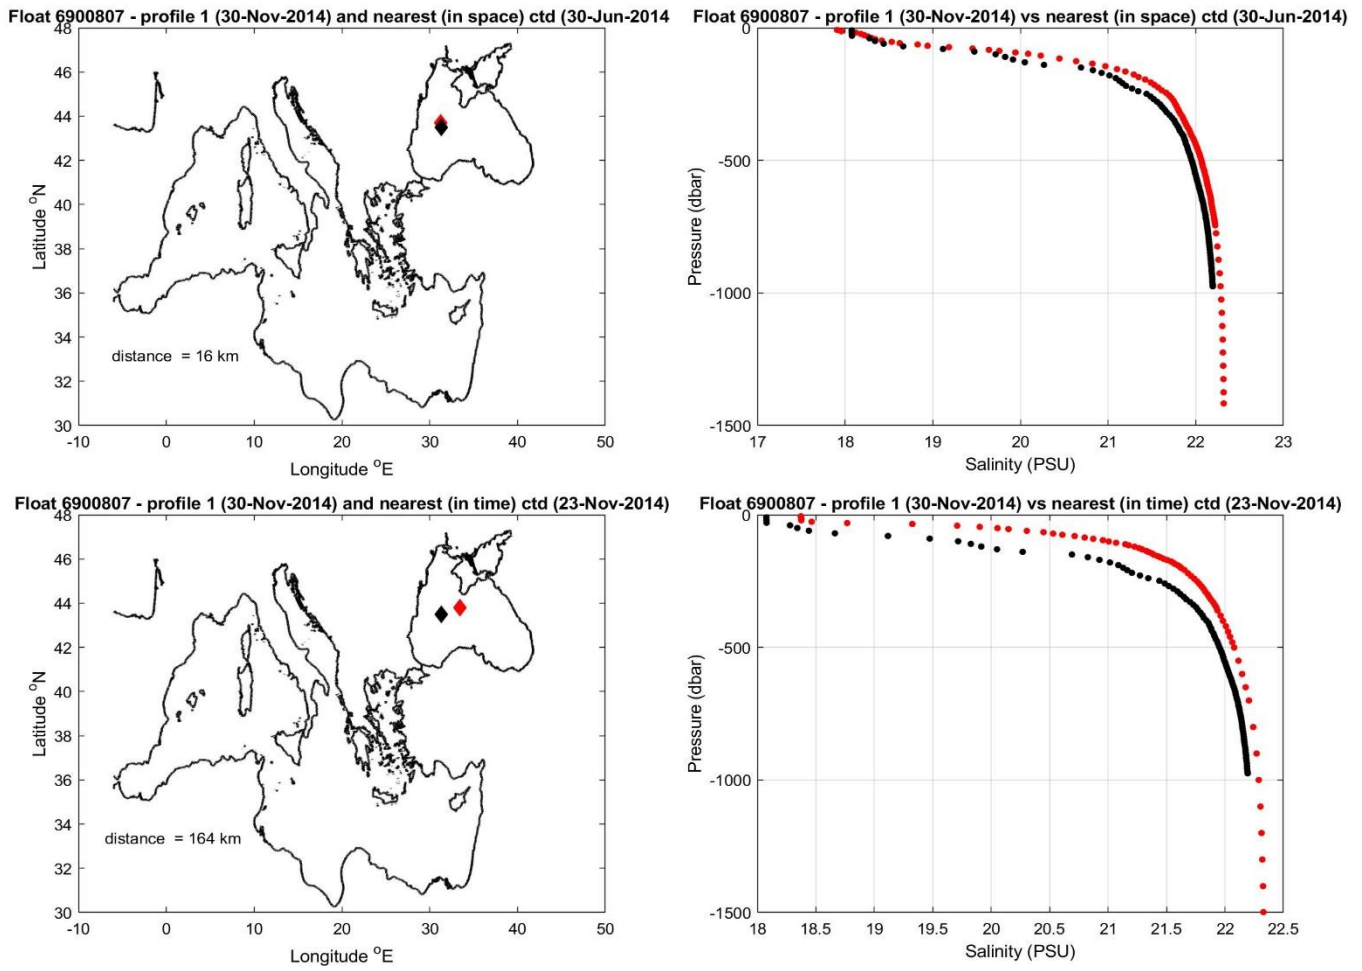 Float 6900807 - profile 1 (30-Nov-2014) and nearest (in space) ctd (30-Jun-2014
48
46
44
42
40
38
36
34
32
30
Latitude °N
distance = 16 km
-10 0 10 20 30 40 50
Longitude °E
Float 6900807 - profile 1 (30-Nov-2014) vs nearest (in space) ctd (30-Jun-2014)
0
-500
-1000
-1500
Pressure (dbar)
17 18 19 20 21 22 23
Salinity (PSU)
Float 6900807 - profile 1 (30-Nov-2014) and nearest (in time) ctd (23-Nov-2014)
48
46
44
42
40
38
36
34
32
30
Latitude °N
distance = 164 km
-10 0 10 20 30 40 50
Longitude °E
Float 6900807 - profile 1 (30-Nov-2014) vs nearest (in time) ctd (23-Nov-2014)
0
-500
-1000
-1500
Pressure (dbar)
18 18.5 19 19.5 20 20.5 21 21.5 22 22.5
Salinity (PSU)